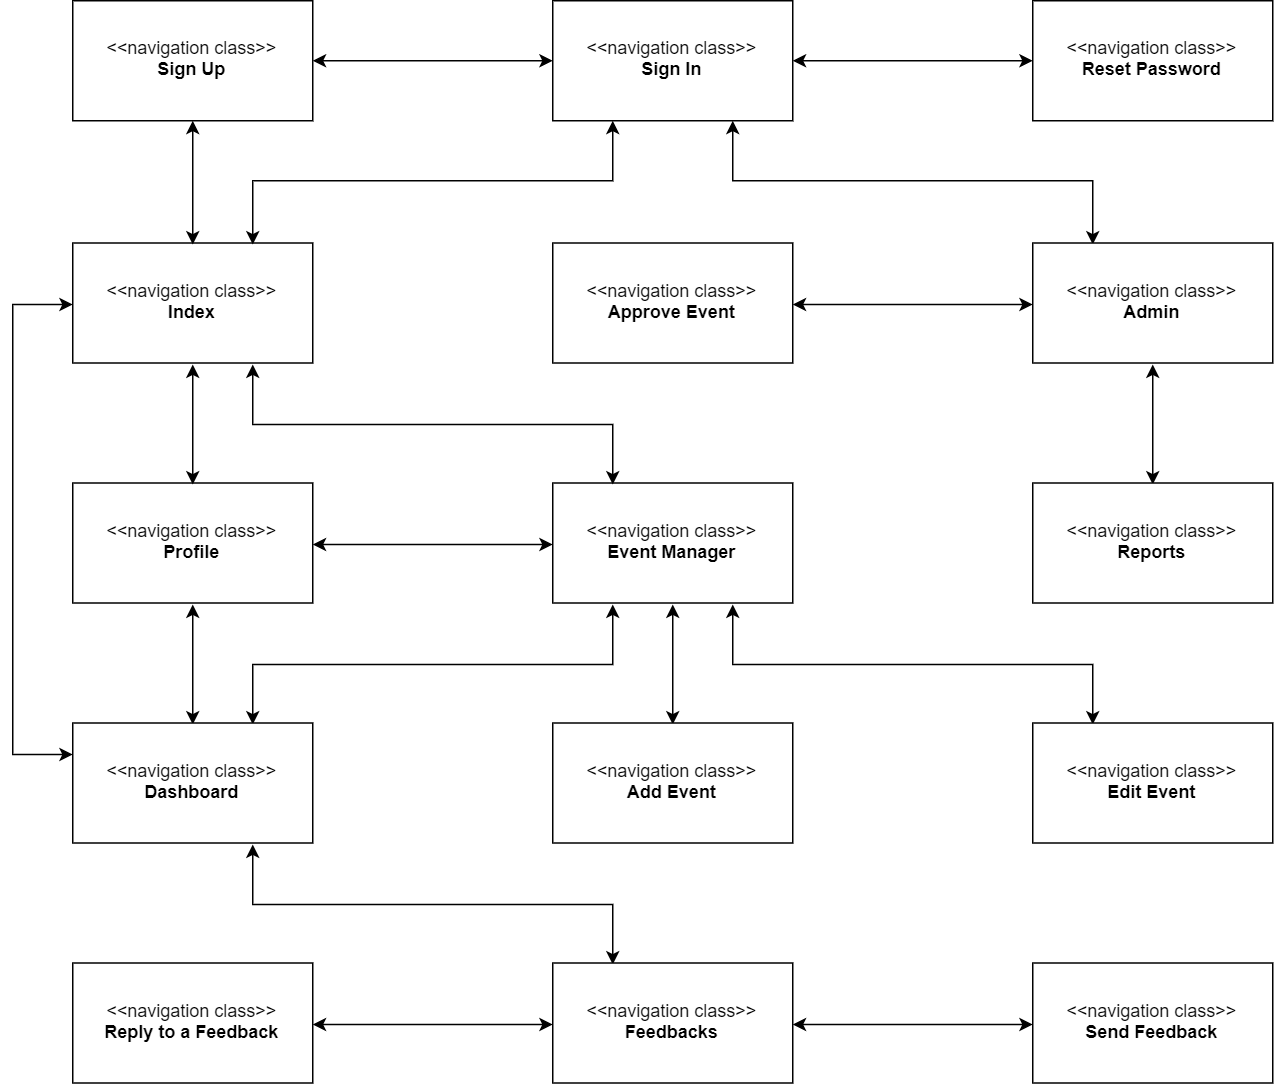 <<navigation class>>
Sign Up
<<navigation class>>
Sign In
<<navigation class>>
Reset Password
<<navigation class>>
Index
<<navigation class>>
Approve Event
<<navigation class>>
Admin
<<navigation class>>
Profile
<<navigation class>>
Event Manager
<<navigation class>>
Reports
<<navigation class>>
Dashboard
<<navigation class>>
Add Event
<<navigation class>>
Edit Event
<<navigation class>>
Reply to a Feedback
<<navigation class>>
Feedbacks
<<navigation class>>
Send Feedback